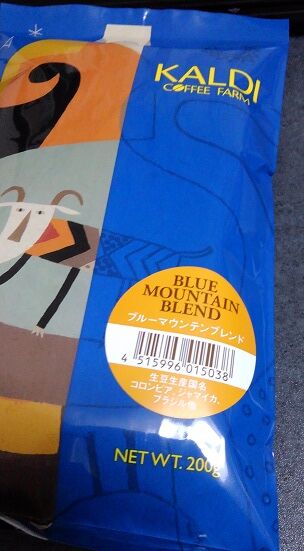 KALDI
COFFEE FARM
BLUE
MOUNTAIN
BLEND
ブルーマウンテンブレンド
4 515996 015038
生豆生産国名
コロンビア、ジャマイカ、
ブラジル他
NET WT. 200g